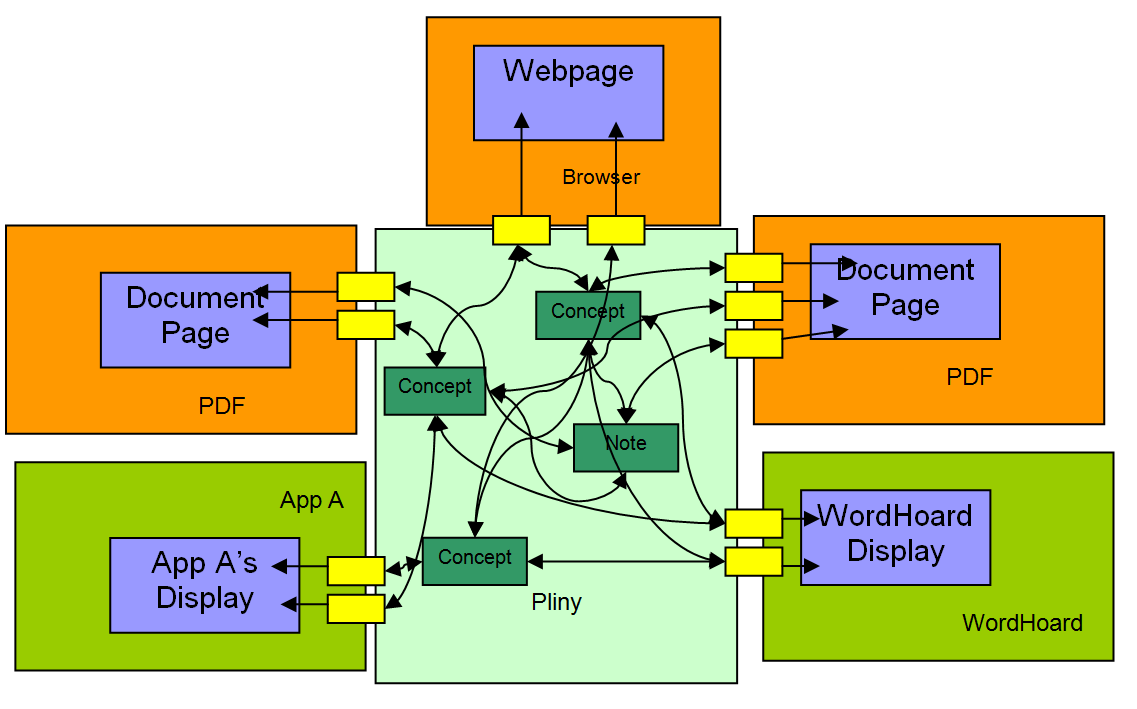 Webpage
Browser
Document
Page
PDF
Document
Page
PDF
Concept
Concept
Note
Concept
Pliny
App A
App A’s
Display
WordHoard
Display
WordHoard